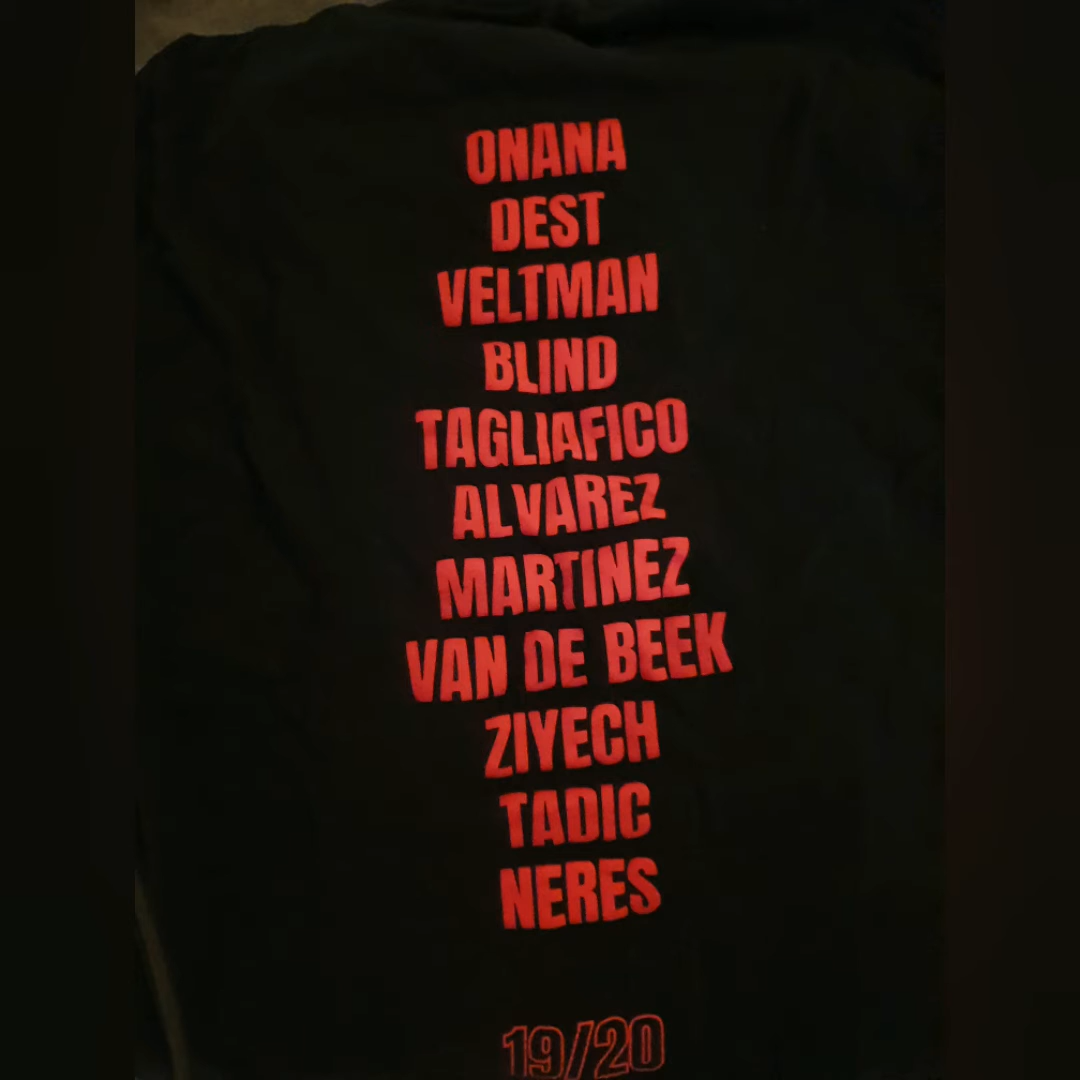 ONANA
DEST
VELTMAN
BLIND
TAGLIAFICO
ALVAREZ
MARTINEZ
VAN DE BEEK
ZIYECH
TADIC
NERES
19/20